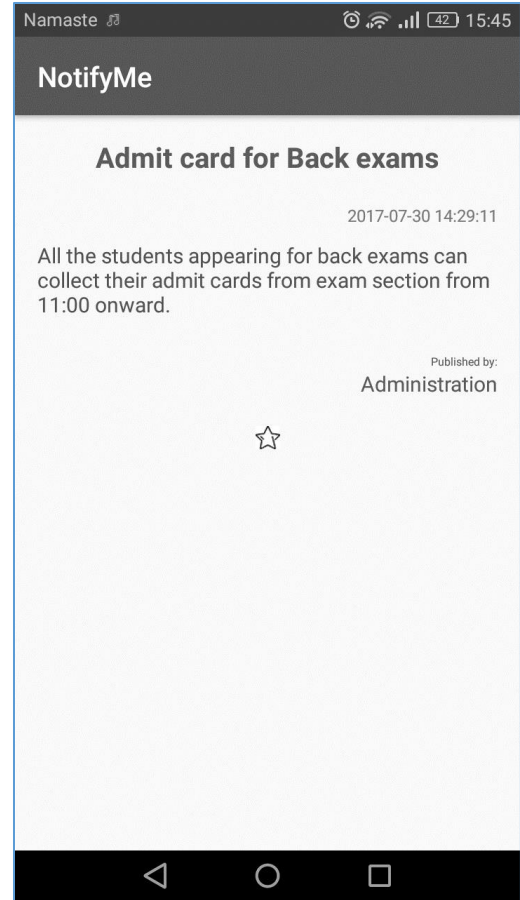 Namaste 42 15:45
NotifyMe
Admit card for Back exams
2017-07-30 14:29:11
All the students appearing for back exams can
collect their admit cards from exam section from
11:00 onward.
Published by:
Administration